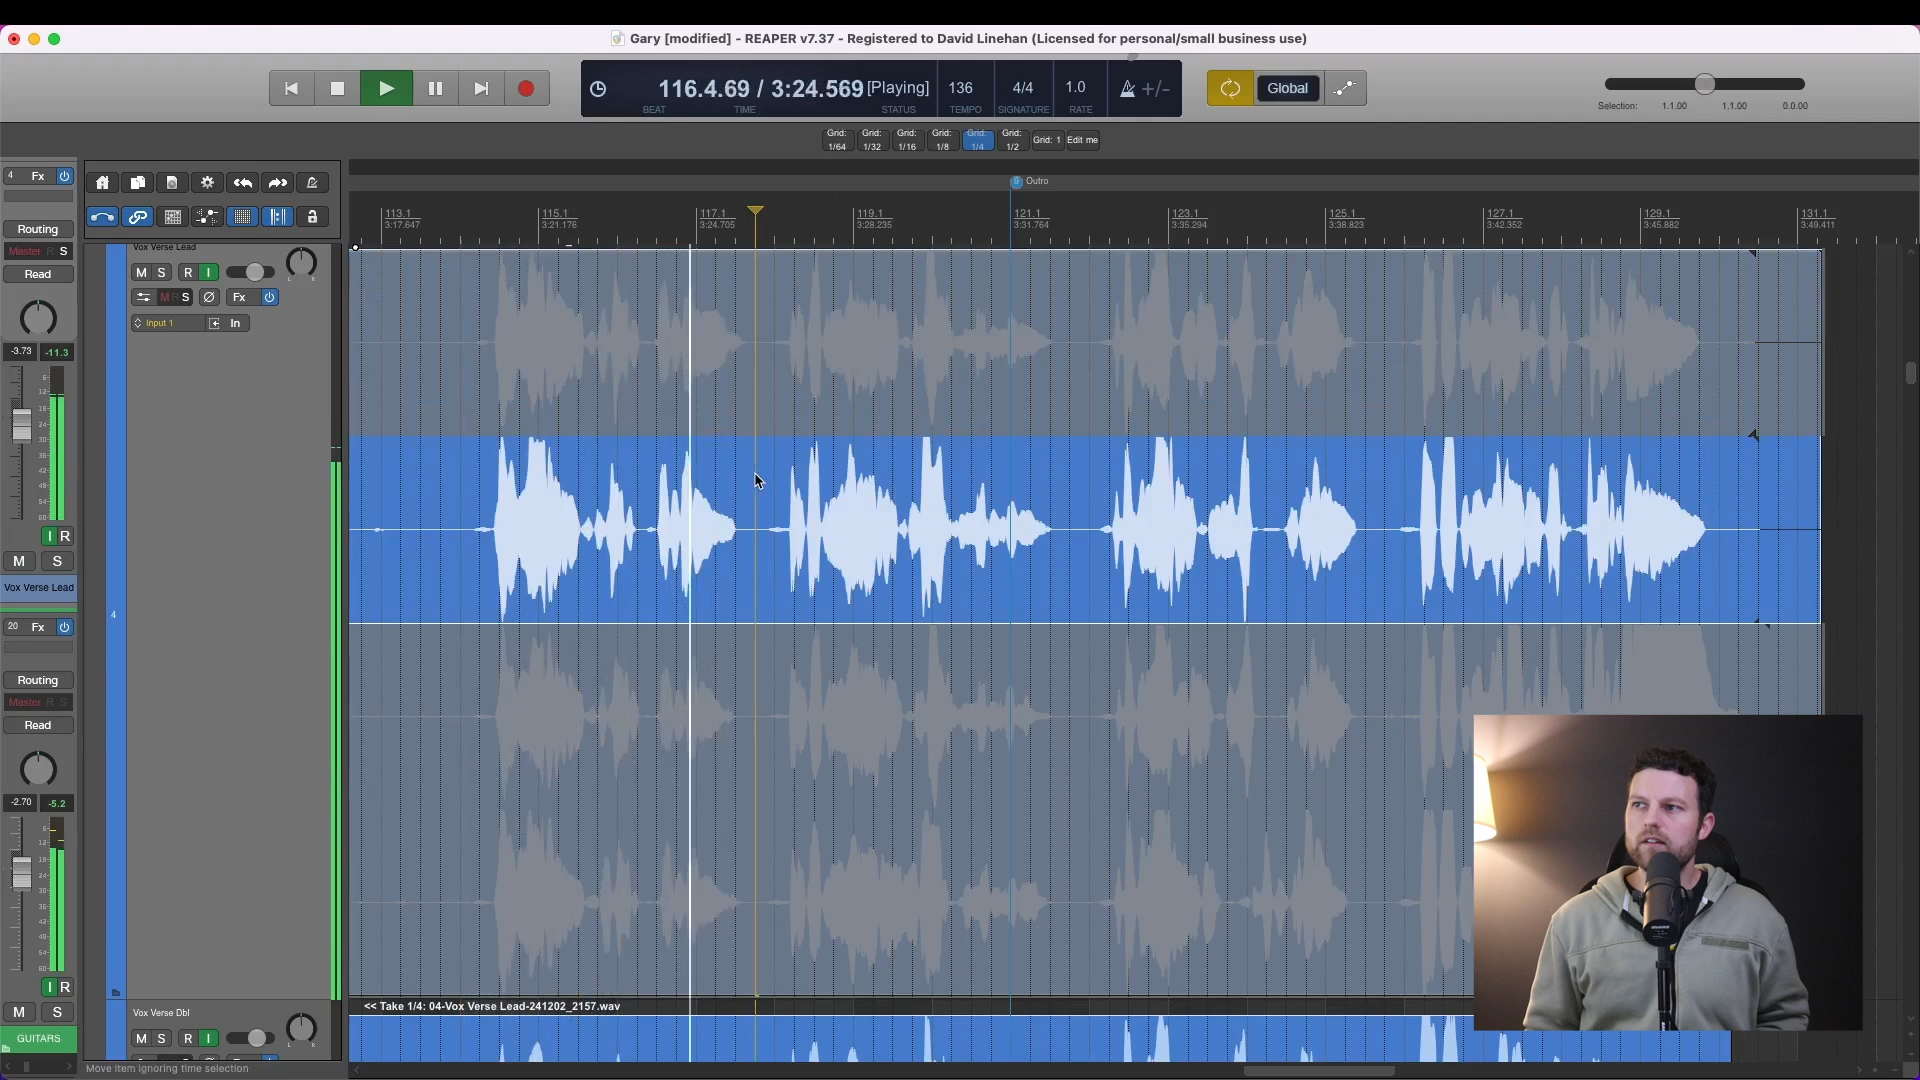 Gary [modified] - REAPER v7.37 - Registered to David Linehan (Licensed for personal/small business use)
116.4.69 / 3:24.569 [Playing] 136 4/4 1.0 +/-
BEAT TIME STATUS TEMPO SIGNATURE RATE
Global
Selection: 1.1.00 1.1.00 0.0.00
Grid: 1/64 Grid: 1/32 Grid: 1/16 Grid: 1/8 Grid: 1/4 Grid: 1/2 Grid: 1 Edit me
9 Outro
113.1 115.1 117.1 119.1 121.1 123.1 125.1 127.1 129.1 131.1
3:17.647 3:21.176 3:24.705 3:28.235 3:31.764 3:35.294 3:38.823 3:42.352 3:45.882 3:49.411
4 Fx
Routing
Master R S
Read
-3.73 -11.3
I R
M S
Vox Verse Lead
20 Fx
Routing
Master R S
Read
-2.70 -5.2
I R
M S
GUITARS
Vox Verse Lead
M S R I
L R
M R S Ø Fx
Input 1 In
4
Vox Verse Dbl
M S R I
L R
<< Take 1/4: 04-Vox Verse Lead-241202_2157.wav
Move item ignoring time selection